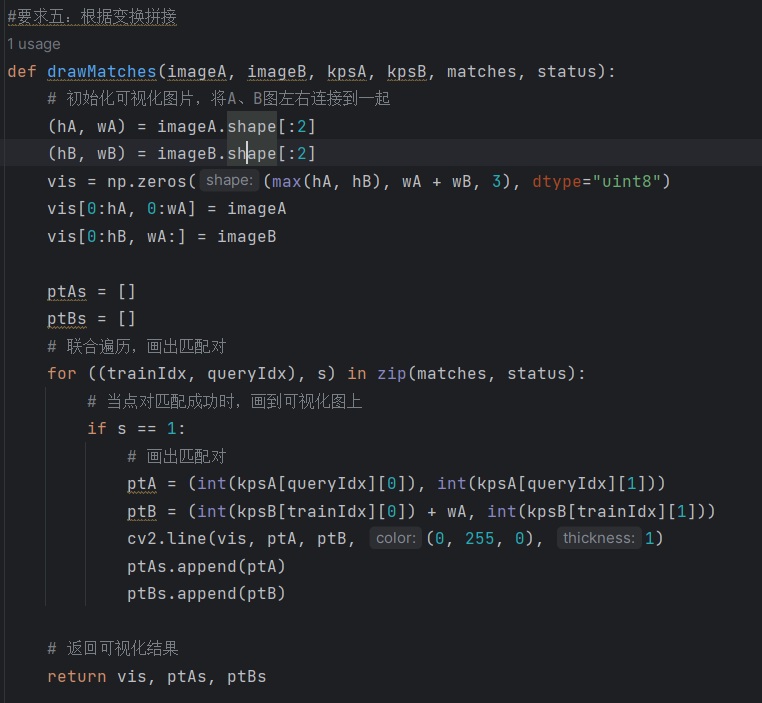 #要求五：根据变换拼接
1 usage
def drawMatches(imageA, imageB, kpsA, kpsB, matches, status):
    # 初始化可视化图片，将A、B图左右连接到一起
    (hA, wA) = imageA.shape[:2]
    (hB, wB) = imageB.shape[:2]
    vis = np.zeros( shape: (max(hA, hB), wA + wB, 3), dtype="uint8")
    vis[0:hA, 0:wA] = imageA
    vis[0:hB, wA:] = imageB
    ptAs = []
    ptBs = []
    # 联合遍历，画出匹配对
    for ((trainIdx, queryIdx), s) in zip(matches, status):
        # 当点对匹配成功时，画到可视化图上
        if s == 1:
            # 画出匹配对
            ptA = (int(kpsA[queryIdx][0]), int(kpsA[queryIdx][1]))
            ptB = (int(kpsB[trainIdx][0]) + wA, int(kpsB[trainIdx][1]))
            cv2.line(vis, ptA, ptB, color: (0, 255, 0), thickness: 1)
            ptAs.append(ptA)
            ptBs.append(ptB)
    # 返回可视化结果
    return vis, ptAs, ptBs